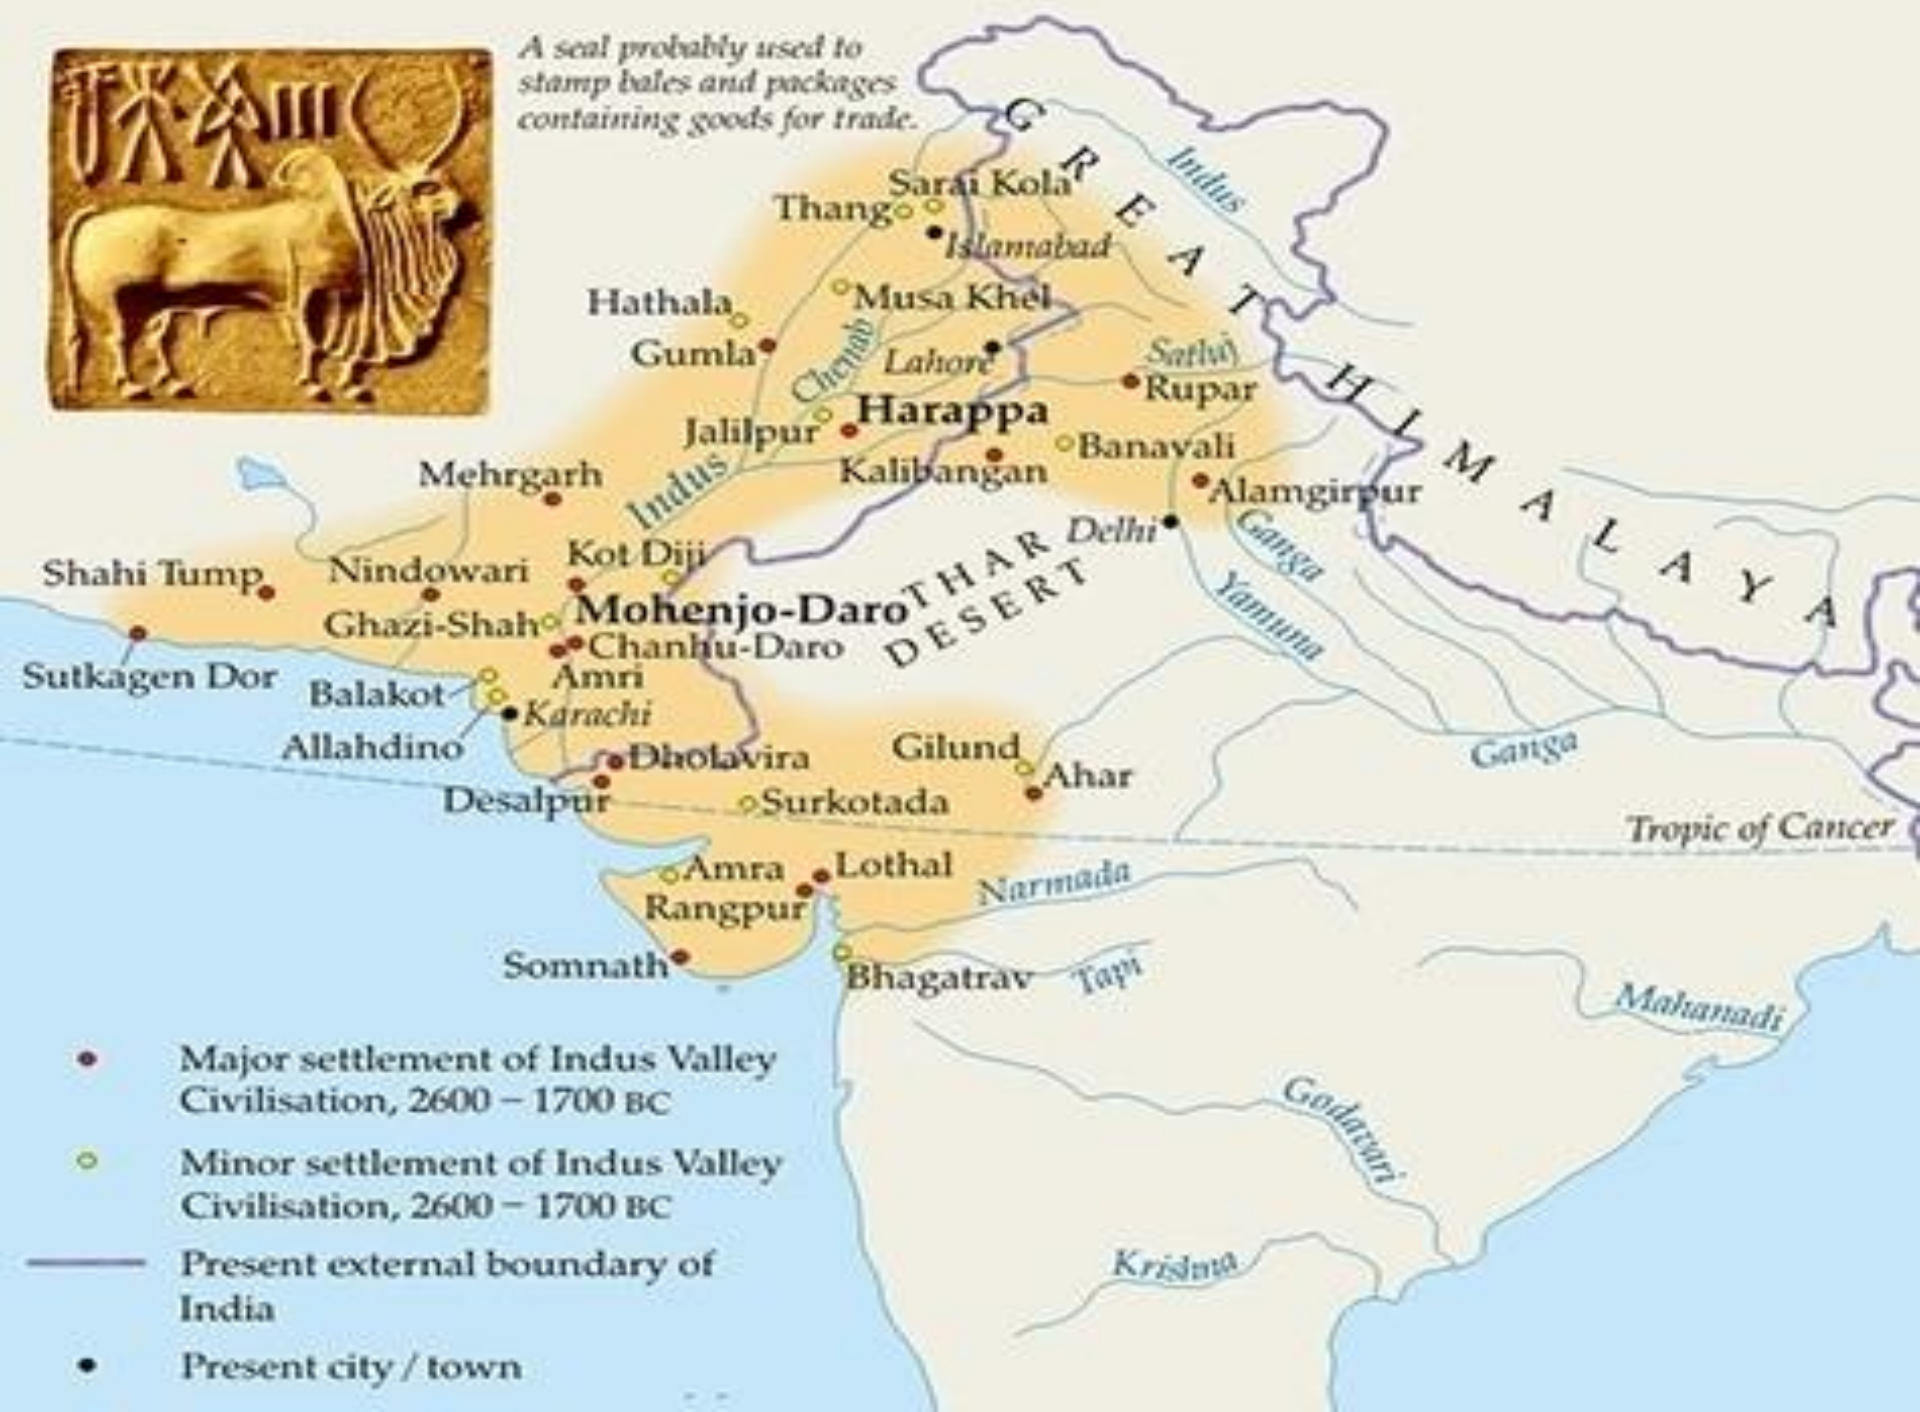 A seal probably used to
stamp bales and packages
containing goods for trade.
GREAT HIMALAYA
Indus
Sarai Kola
Thang
Islamabad
Hathala
Musa Khel
Gumla
Chenab
Lahore
Satluj
Rupar
Harappa
Jalilpur
Banavali
Kalibangan
Mehrgarh
Indus
Alamgirpur
Delhi
Ganga
Kot Diji
Shahi Tump
Nindowari
THAR
DESERT
Yamuna
Ghazi-Shah
Mohenjo-Daro
Chanhu-Daro
Sutkagen Dor
Amri
Balakot
Karachi
Allahdino
Dholavira
Gilund
Ganga
Ahar
Desalpur
Surkotada
Tropic of Cancer
Amra
Lothal
Narmada
Rangpur
Somnath
Bhagatrav
Tapi
Mahanadi
Godavari
Krishna
Major settlement of Indus Valley
Civilisation, 2600 – 1700 BC
Minor settlement of Indus Valley
Civilisation, 2600 – 1700 BC
Present external boundary of
India
Present city / town